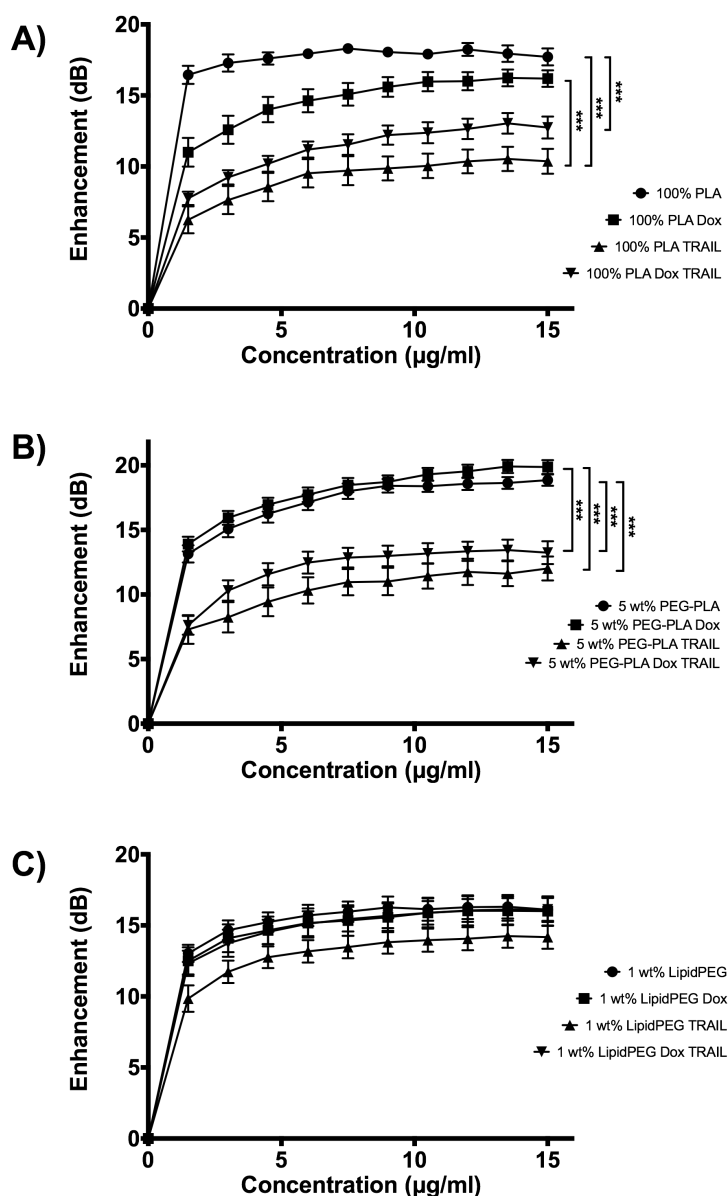 A)
Enhancement (dB)
20
15
10
5
0
0 5 10 15
Concentration (µg/ml)
*** *** ***
100% PLA
100% PLA Dox
100% PLA TRAIL
100% PLA Dox TRAIL
B)
Enhancement (dB)
20
15
10
5
0
0 5 10 15
Concentration (µg/ml)
*** *** *** ***
5 wt% PEG-PLA
5 wt% PEG-PLA Dox
5 wt% PEG-PLA TRAIL
5 wt% PEG-PLA Dox TRAIL
C)
Enhancement (dB)
20
15
10
5
0
0 5 10 15
Concentration (µg/ml)
1 wt% LipidPEG
1 wt% LipidPEG Dox
1 wt% LipidPEG TRAIL
1 wt% LipidPEG Dox TRAIL